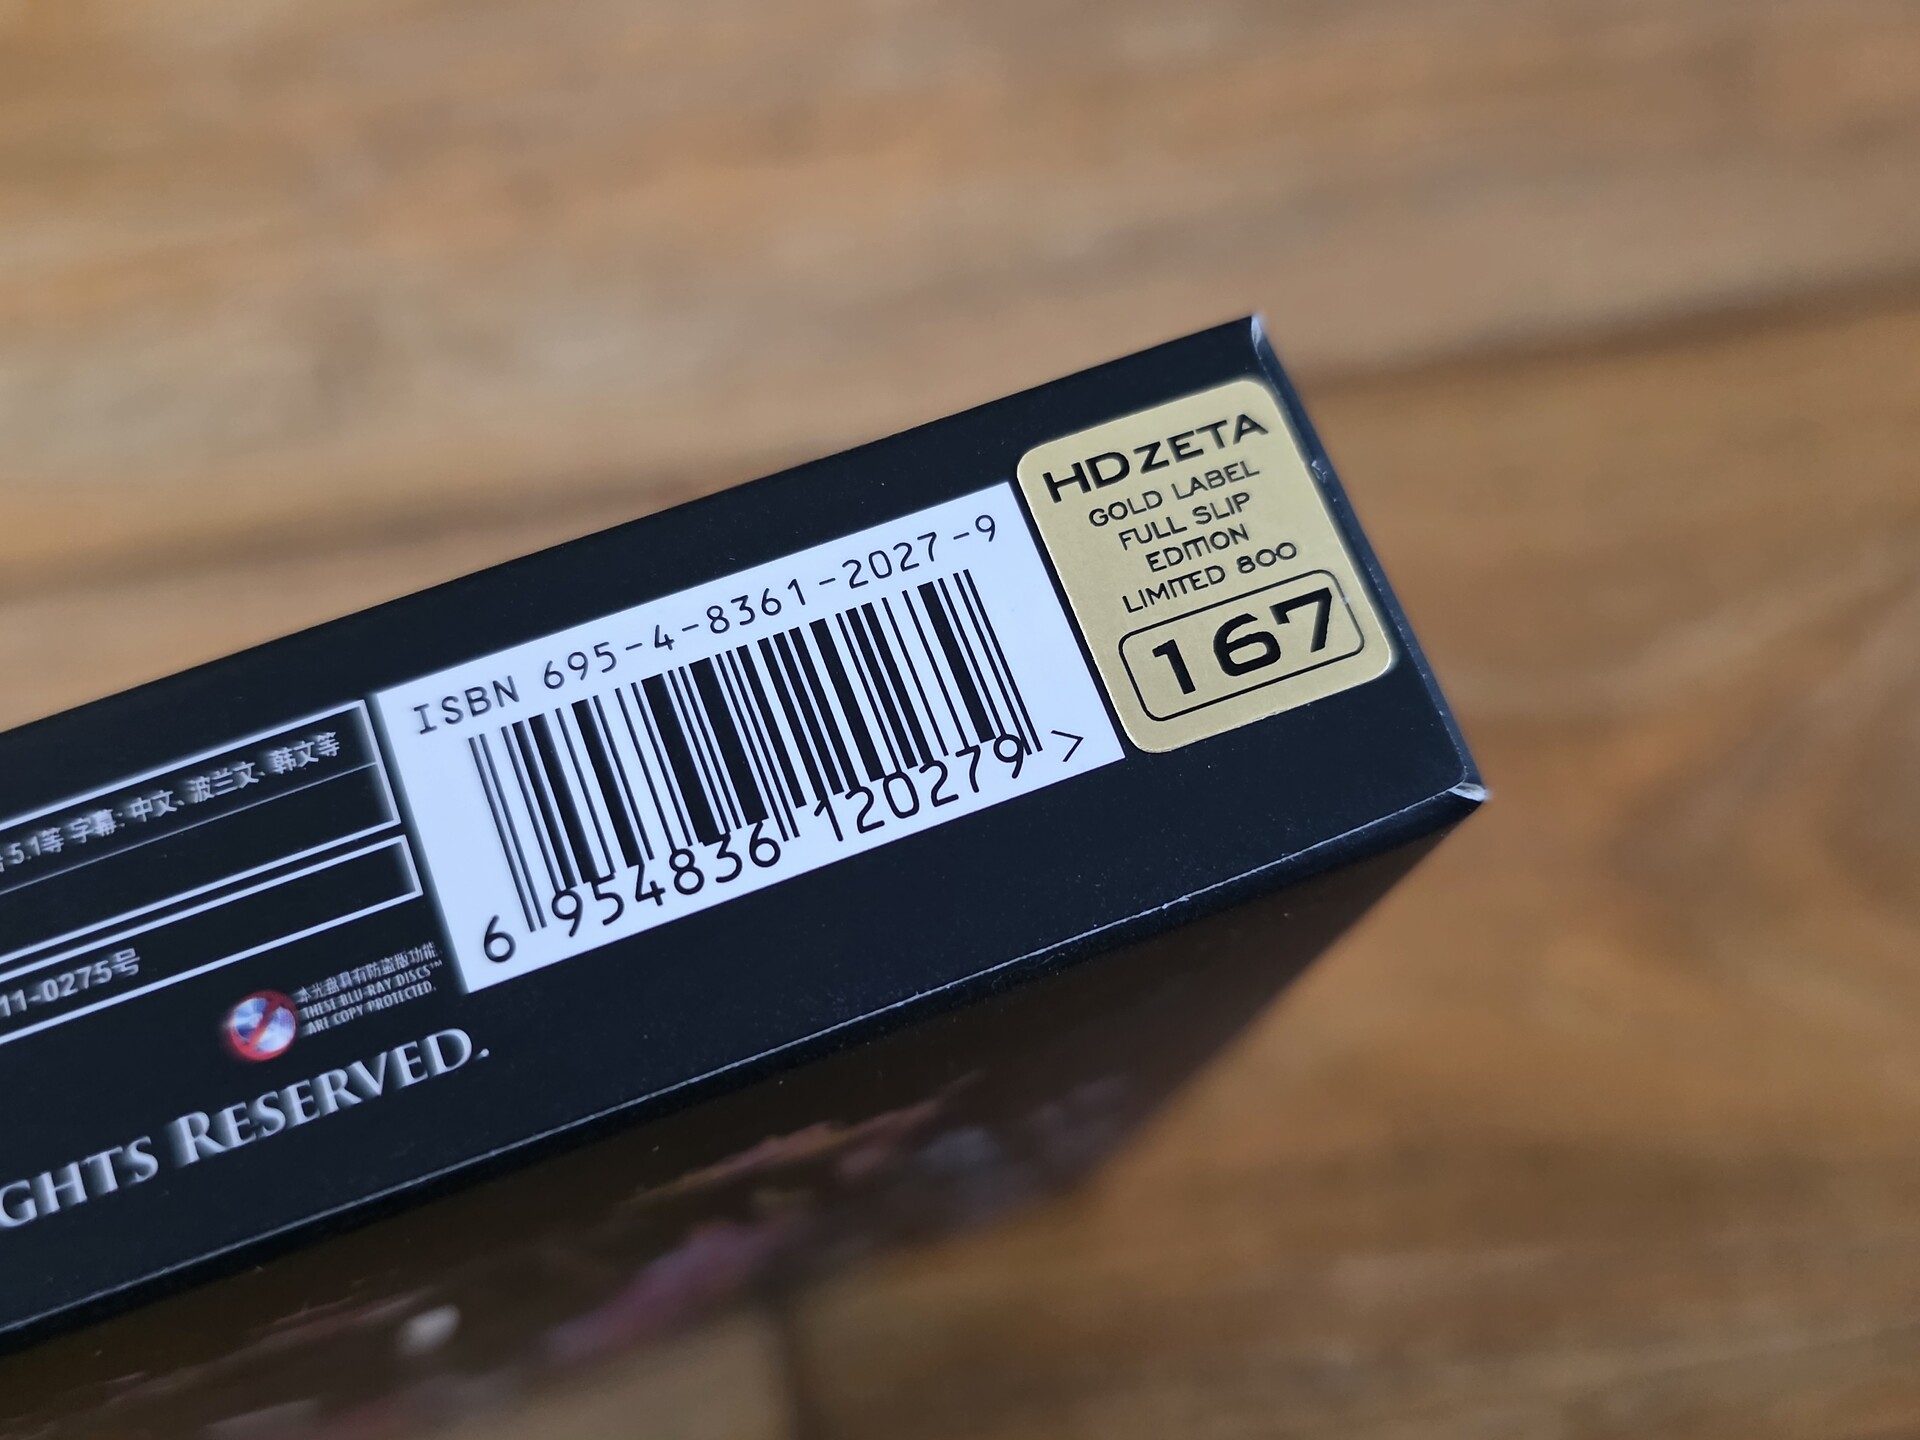 HDZETA
GOLD LABEL
FULL SLIP
EDITION
LIMITED 800
167
ISBN 695-4-8361-2027-9
6 954836 120279 >
5.1等 字幕: 中文、波兰文、韩文等
11-0275号
本光盘具有防盗版功能
THESE BLU-RAY DISCS™
ARE COPY PROTECTED.
GHTS RESERVED.